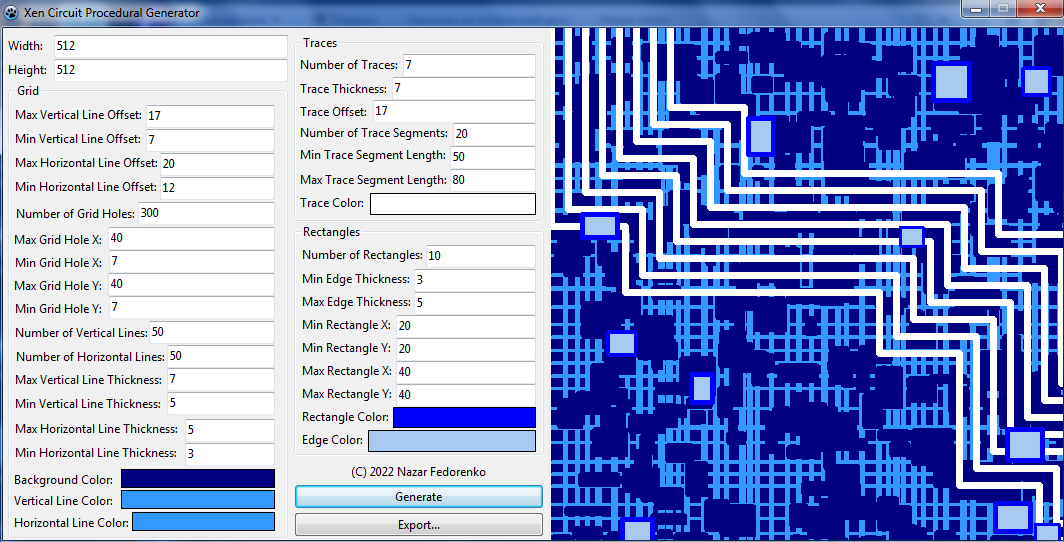 Xen Circuit Procedural Generator
Width: 512
Height: 512
Grid
Max Vertical Line Offset: 17
Min Vertical Line Offset: 7
Max Horizontal Line Offset: 20
Min Horizontal Line Offset: 12
Number of Grid Holes: 300
Max Grid Hole X: 40
Min Grid Hole X: 7
Max Grid Hole Y: 40
Min Grid Hole Y: 7
Number of Vertical Lines: 50
Number of Horizontal Lines: 50
Max Vertical Line Thickness: 7
Min Vertical Line Thickness: 5
Max Horizontal Line Thickness: 5
Min Horizontal Line Thickness: 3
Background Color:
Vertical Line Color:
Horizontal Line Color:
Traces
Number of Traces: 7
Trace Thickness: 7
Trace Offset: 17
Number of Trace Segments: 20
Min Trace Segment Length: 50
Max Trace Segment Length: 80
Trace Color:
Rectangles
Number of Rectangles: 10
Min Edge Thickness: 3
Max Edge Thickness: 5
Min Rectangle X: 20
Min Rectangle Y: 20
Max Rectangle X: 40
Max Rectangle Y: 40
Rectangle Color:
Edge Color:
(C) 2022 Nazar Fedorenko
Generate
Export...